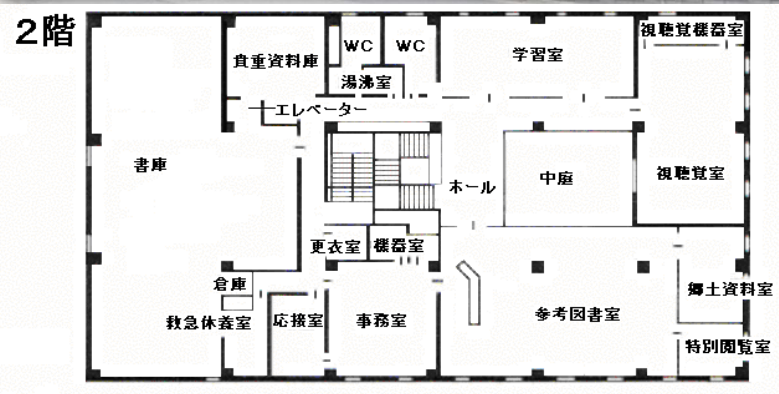 2階
WC
WC
視聴覚機器室
学習室
貴重資料庫
湯沸室
エレベーター
書庫
ホール
中庭
視聴覚室
更衣室
機器室
倉庫
郷土資料室
救急休養室
応接室
事務室
参考図書室
特別閲覧室